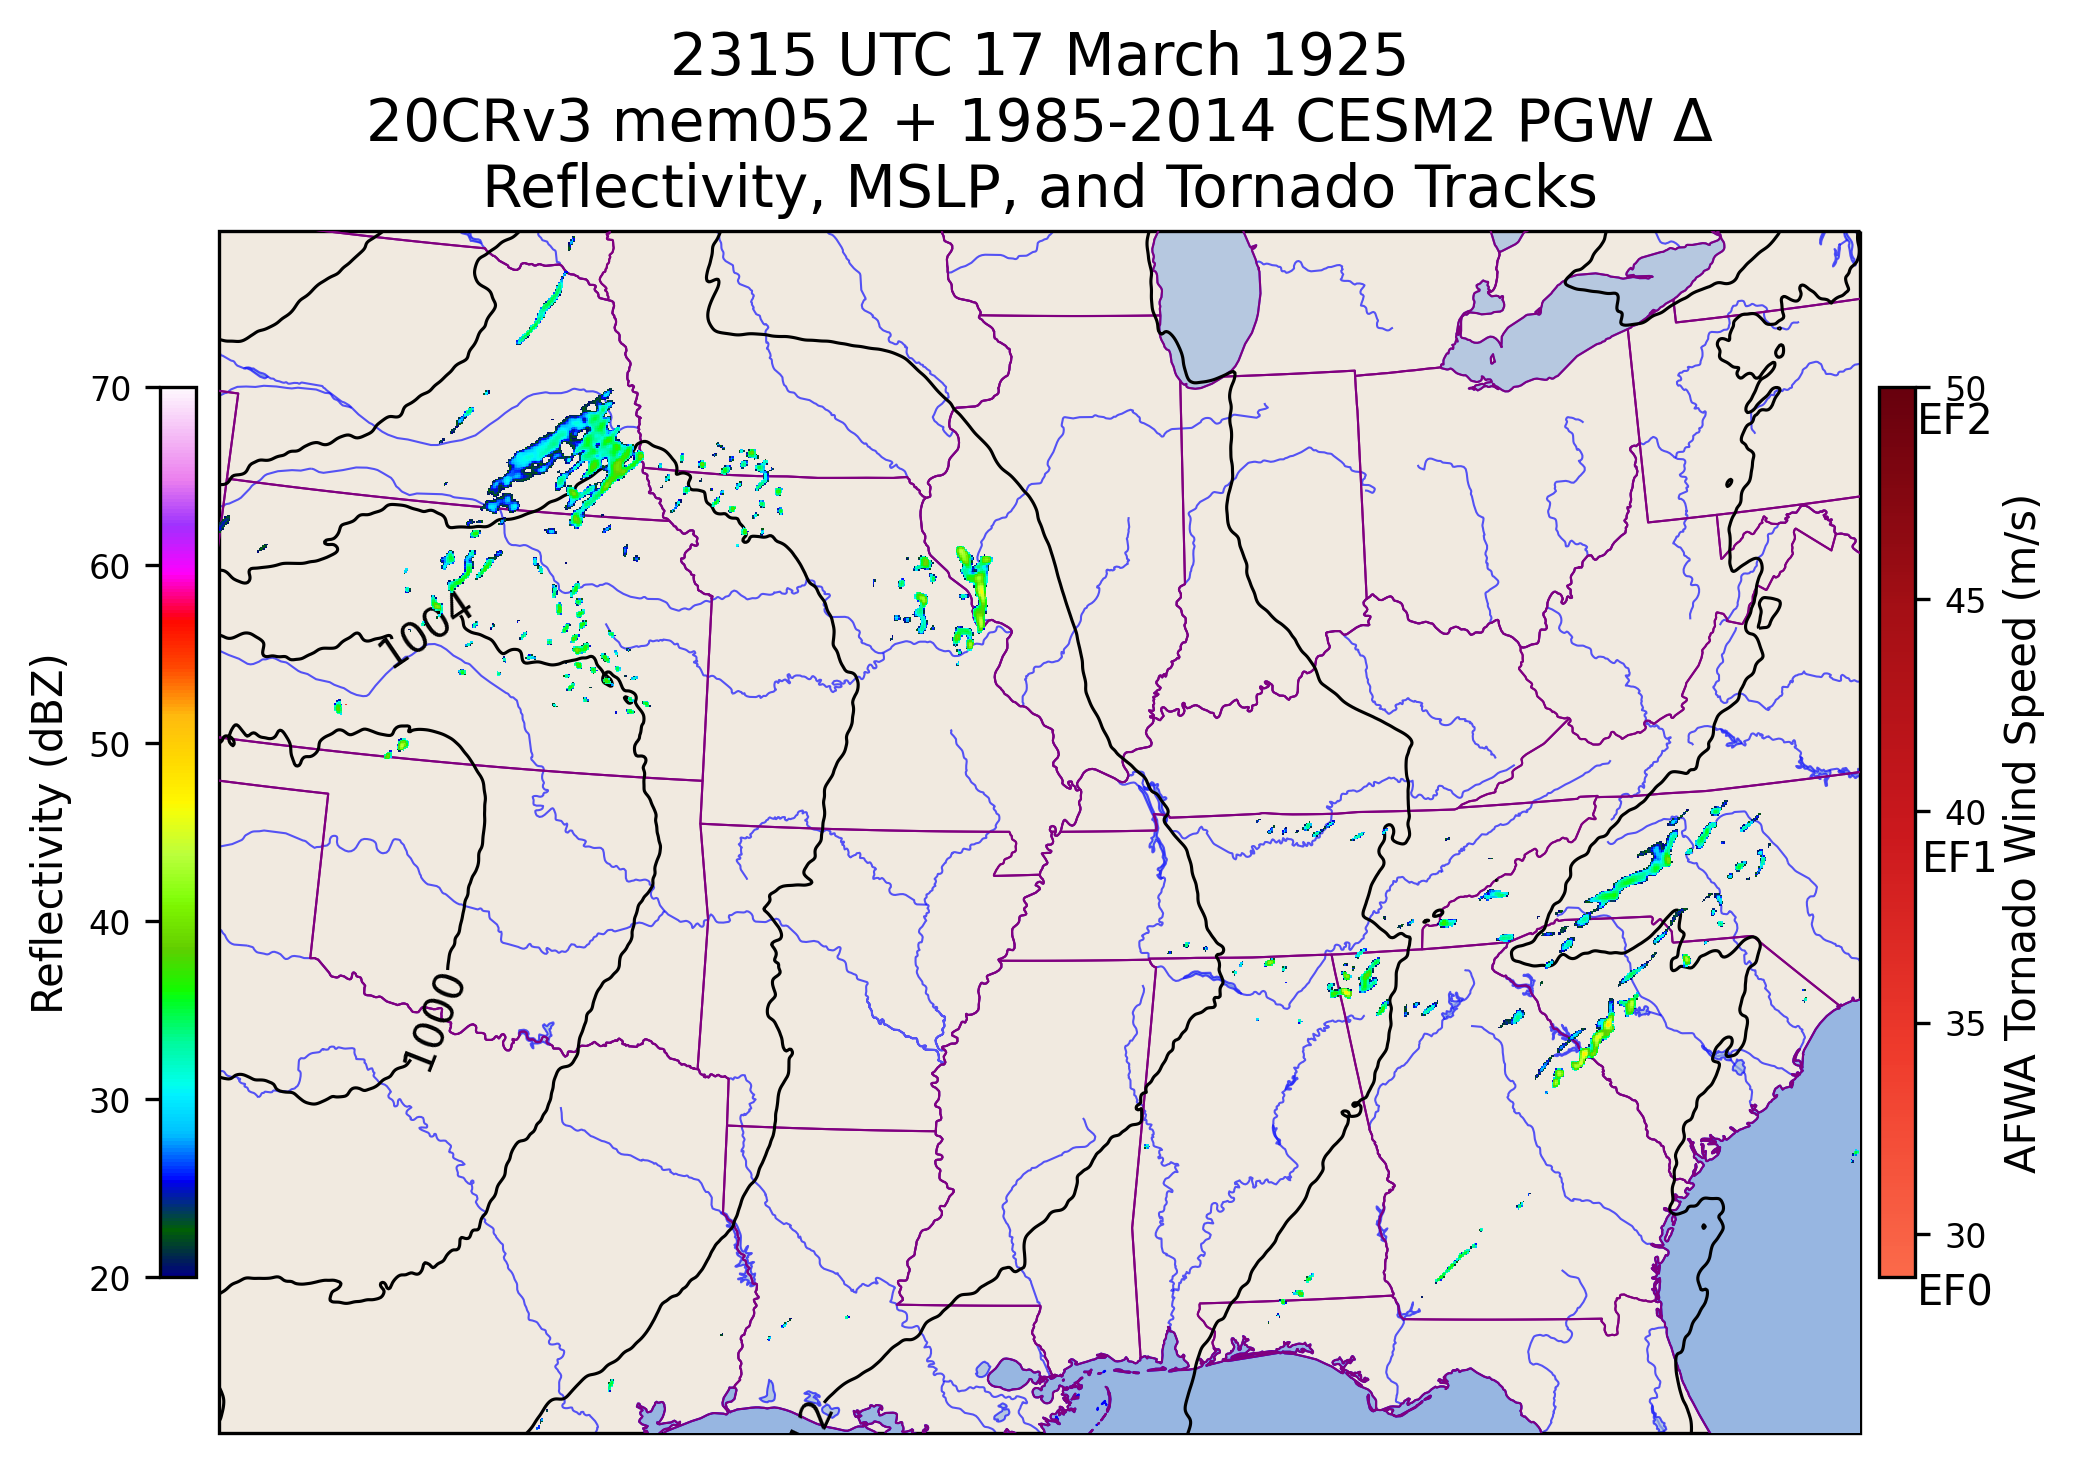 2315 UTC 17 March 1925
20CRv3 mem052 + 1985-2014 CESM2 PGW Δ
Reflectivity, MSLP, and Tornado Tracks
70
60
50
40
30
20
Reflectivity (dBZ)
1004
1000
50
EF2
45
40
EF1
35
30
EF0
AFWA Tornado Wind Speed (m/s)